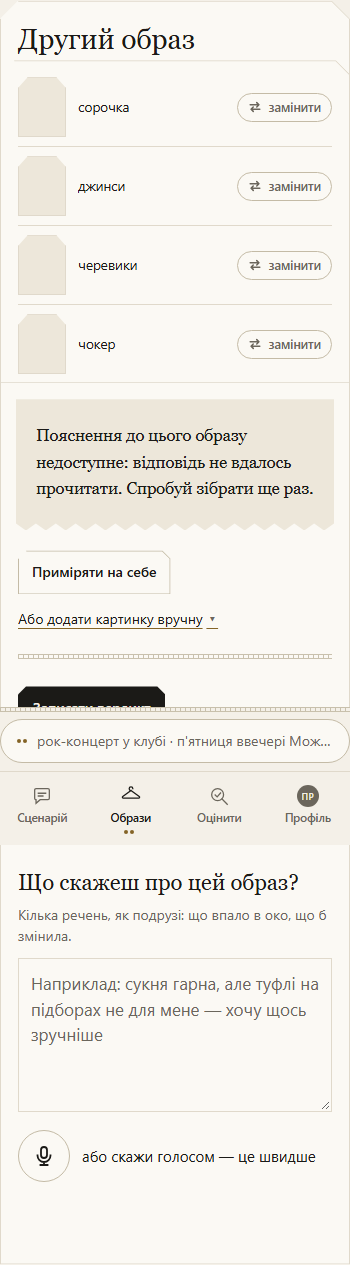 Другий образ
сорочка
замінити
джинси
замінити
черевики
замінити
чокер
замінити
Пояснення до цього образу
недоступне: відповідь не вдалось
прочитати. Спробуй зібрати ще раз.
Приміряти на себе
Або додати картинку вручну
рок-концерт у клубі · п'ятниця ввечері Мож...
Сценарій
Образи
Оцінити
ПР
Профіль
Що скажеш про цей образ?
Кілька речень, як подрузі: що впало в око, що б
змінила.
Наприклад: сукня гарна, але туфлі на
підборах не для мене — хочу щось
зручніше
або скажи голосом — це швидше